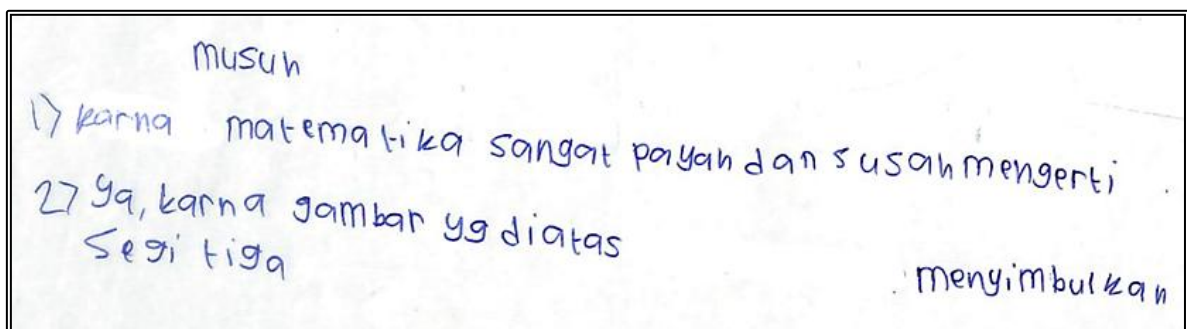 musuh
1) karna matematika sangat payah dan susah mengerti.
2) Ya, karna gambar yg diatas menyimbulkan
segi tiga